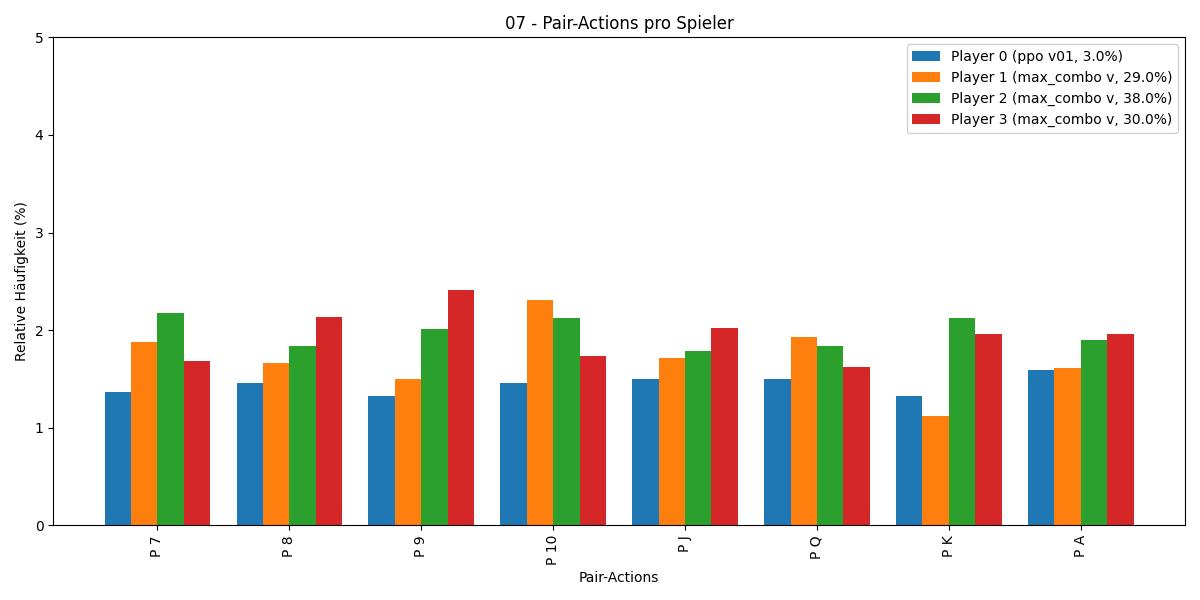 07 - Pair-Actions pro Spieler
Player 0 (ppo v01, 3.0%)
Player 1 (max_combo v, 29.0%)
Player 2 (max_combo v, 38.0%)
Player 3 (max_combo v, 30.0%)
Relative Häufigkeit (%)
5
4
3
2
1
0
P 7
P 8
P 9
P 10
P J
P Q
P K
P A
Pair-Actions